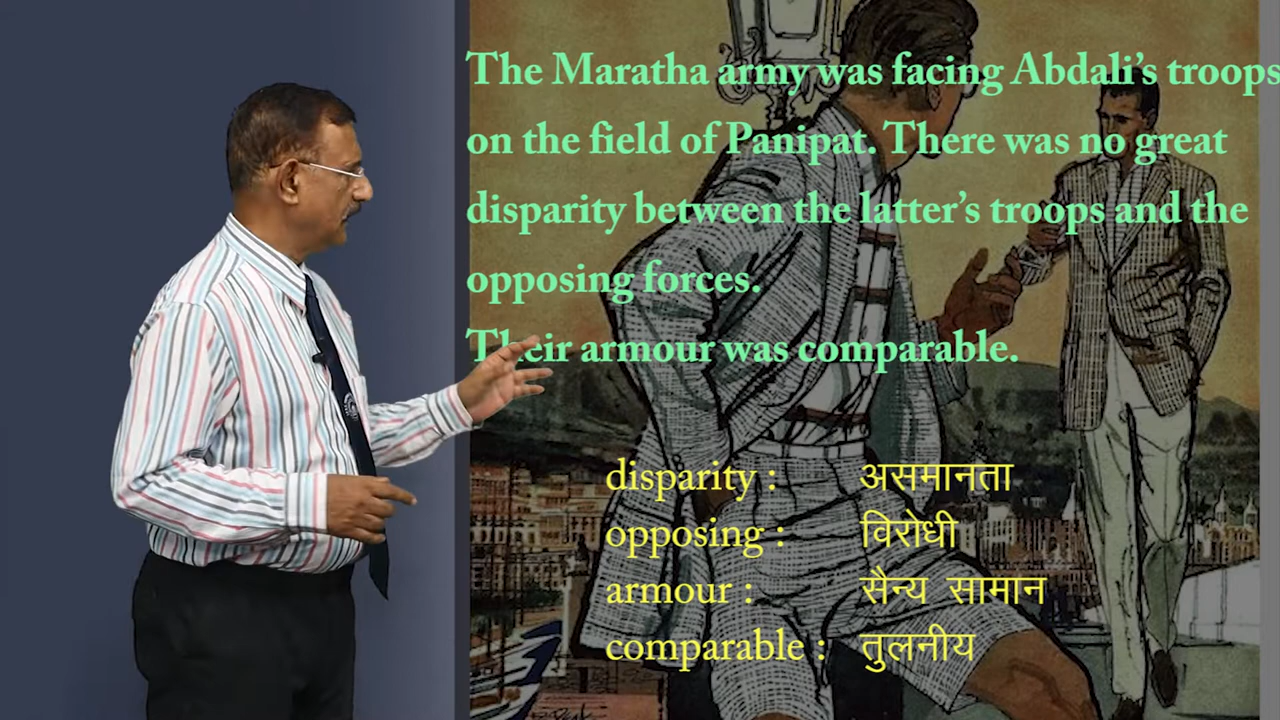 The Maratha army was facing Abdali's troops
on the field of Panipat. There was no great
disparity between the latter's troops and the
opposing forces.
Their armour was comparable.
disparity : असमानता
opposing : विरोधी
armour : सैन्य सामान
comparable : तुलनीय